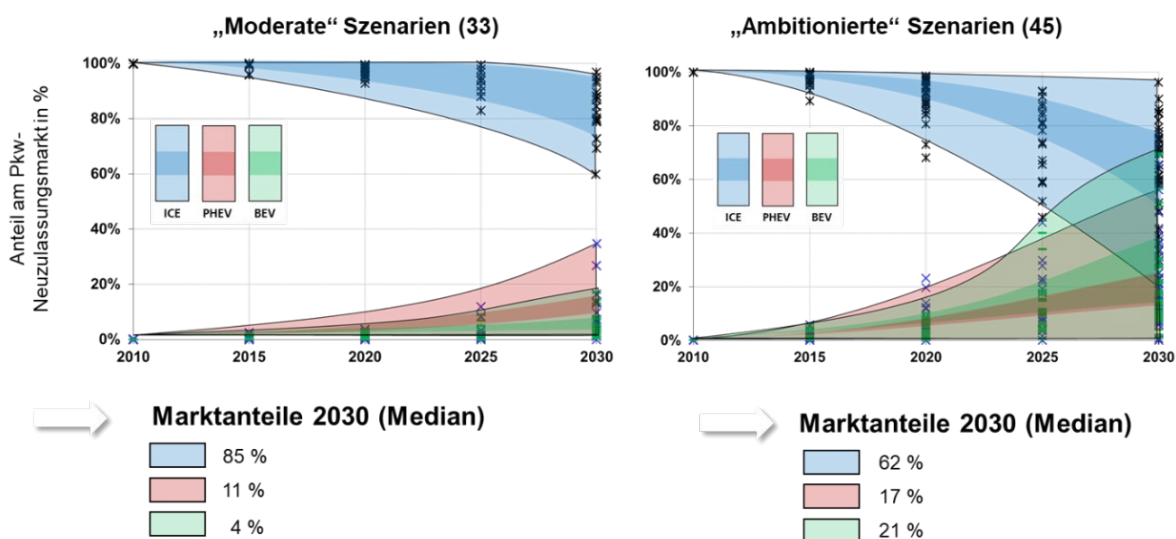 „Moderate“ Szenarien (33)
„Ambitionierte“ Szenarien (45)
Anteil am Pkw-
Neuzulassungsmarkt in %
100%
80%
60%
40%
20%
0%
ICE PHEV BEV
2010 2015 2020 2025 2030
100%
80%
60%
40%
20%
0%
ICE PHEV BEV
2010 2015 2020 2025 2030
Marktanteile 2030 (Median)
85 %
11 %
4 %
Marktanteile 2030 (Median)
62 %
17 %
21 %